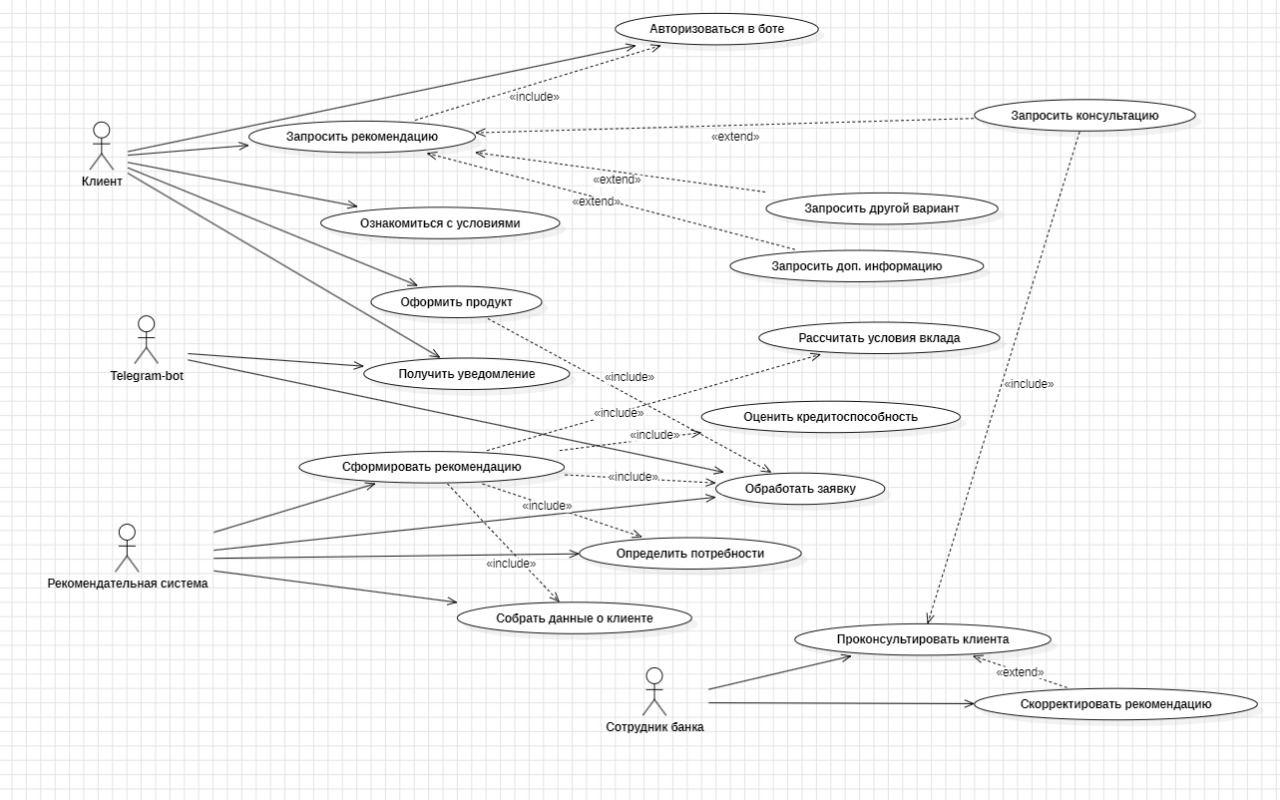 Авторизоваться в боте
«include»
Запросить консультацию
Запросить рекомендацию
«extend»
Клиент
«extend»
«extend»
Запросить другой вариант
Ознакомиться с условиями
Запросить доп. информацию
Оформить продукт
Рассчитать условия вклада
Telegram-bot
Получить уведомление
«include»
«include»
«include»
Оценить кредитоспособность
«include»
Сформировать рекомендацию
«include»
Обработать заявку
«include»
Определить потребности
«include»
Рекомендательная система
Собрать данные о клиенте
Проконсультировать клиента
«extend»
Скорректировать рекомендацию
Сотрудник банка